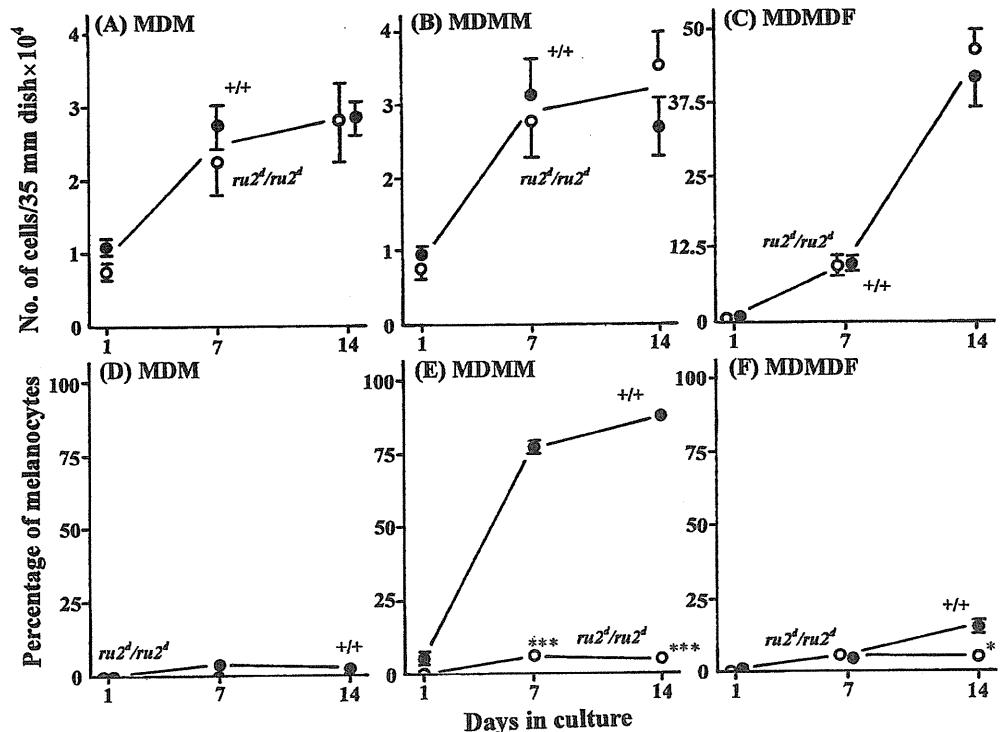 (A) MDM
(B) MDMM
(C) MDMDF
No. of cells/35 mm dish×10⁴
4
3
2
1
0
+/+
ru2ᵈ/ru2ᵈ
1 7 14
4
3
2
1
0
+/+
ru2ᵈ/ru2ᵈ
1 7 14
50
37.5
25
12.5
0
ru2ᵈ/ru2ᵈ
+/+
1 7 14
(D) MDM
(E) MDMM
(F) MDMDF
Percentage of melanocytes
100
75
50
25
0
ru2ᵈ/ru2ᵈ
+/+
1 7 14
100
75
50
25
0
+/+
***
ru2ᵈ/ru2ᵈ
***
1 7 14
100
75
50
25
0
+/+
ru2ᵈ/ru2ᵈ
*
1 7 14
Days in culture